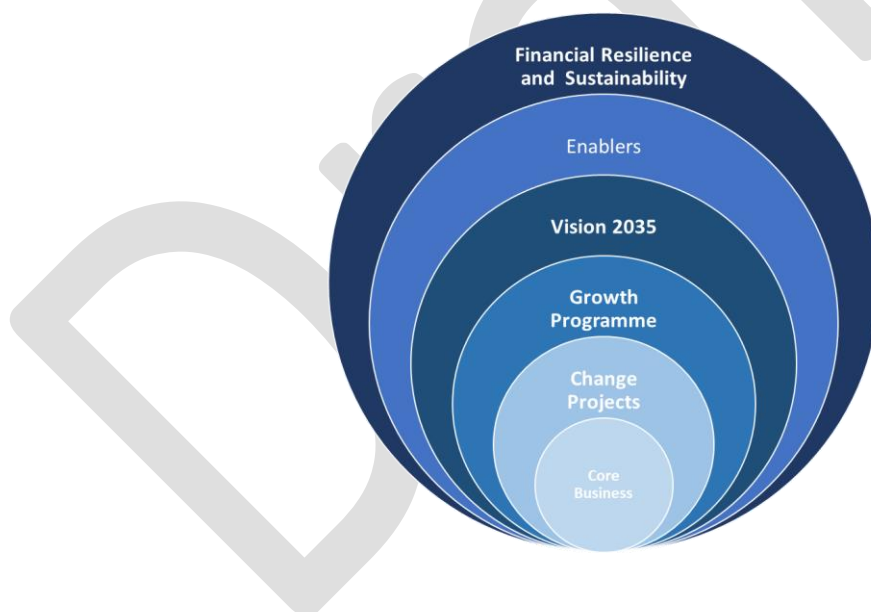 Financial Resilience
and Sustainability
Enablers
Vision 2035
Growth
Programme
Change
Projects
Core
Business